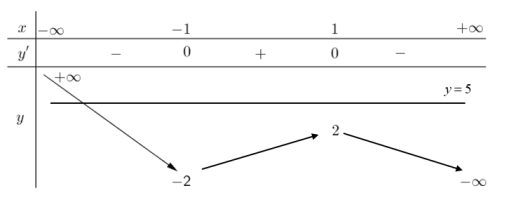 x −∞ −1 1 +∞
y′ − 0 + 0 −
+∞
y = 5
y 2
−2 −∞